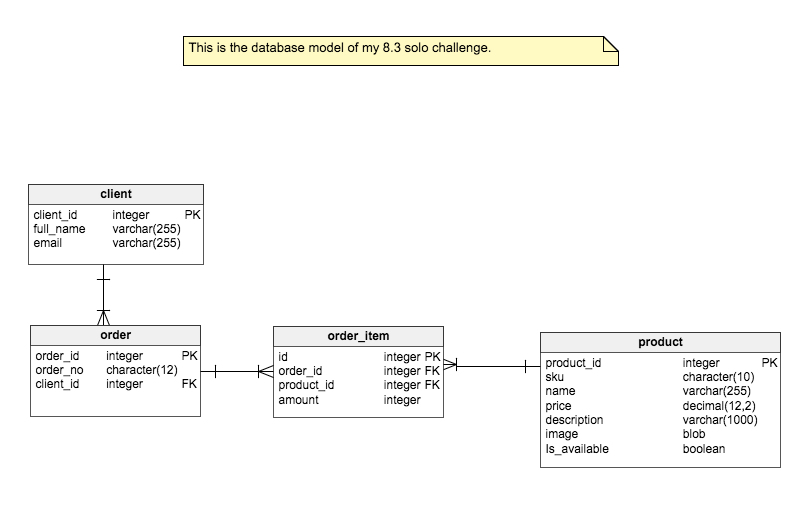 This is the database model of my 8.3 solo challenge.
client
client_id integer PK
full_name varchar(255)
email varchar(255)
order
order_id integer PK
order_no character(12)
client_id integer FK
order_item
id integer PK
order_id integer FK
product_id integer FK
amount integer
product
product_id integer PK
sku character(10)
name varchar(255)
price decimal(12,2)
description varchar(1000)
image blob
Is_available boolean